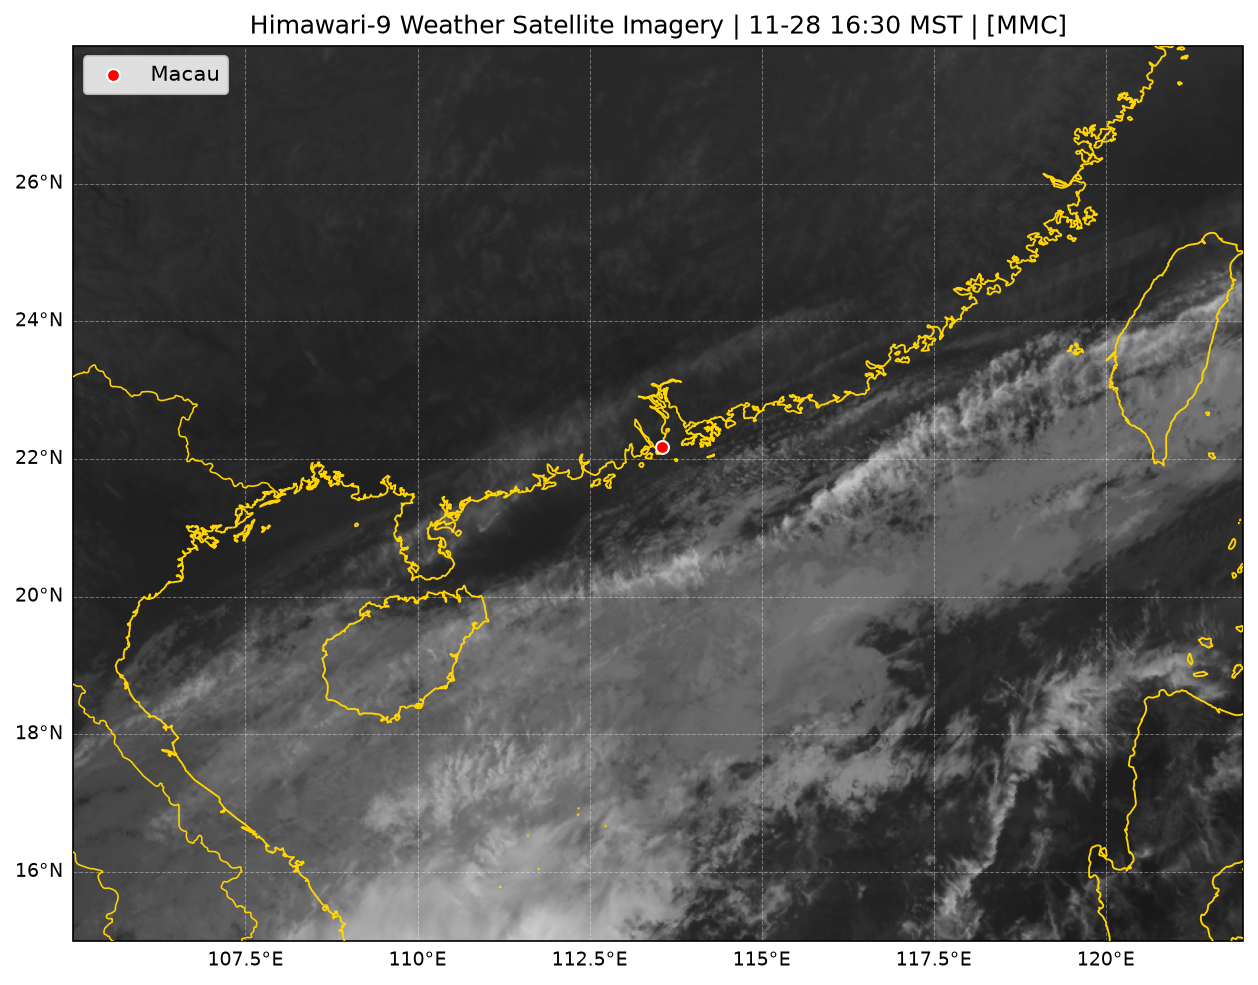 Himawari-9 Weather Satellite Imagery | 11-28 16:30 MST | [MMC]
Macau
26°N
24°N
22°N
20°N
18°N
16°N
107.5°E
110°E
112.5°E
115°E
117.5°E
120°E